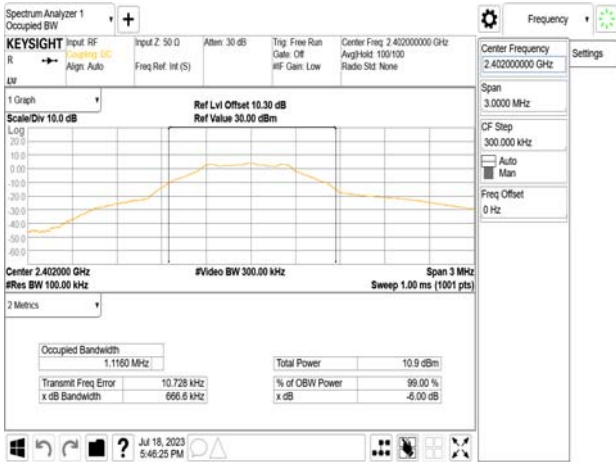 Spectrum Analyzer 1
Occupied BW
+
Frequency
KEYSIGHT
R
Input: RF
Coupling: DC
Align: Auto
Input Z: 50 Ω
Freq Ref: Int (S)
Atten: 30 dB
Trig: Free Run
Gate: Off
#IF Gain: Low
Center Freq: 2.402000000 GHz
Avg|Hold: 100/100
Radio Std: None
LXI
Center Frequency
2.402000000 GHz
Settings
Span
3.0000 MHz
CF Step
300.000 kHz
Auto
Man
Freq Offset
0 Hz
1 Graph
Scale/Div 10.0 dB
Ref Lvl Offset 10.30 dB
Ref Value 30.00 dBm
Log
20.0
10.0
0.00
-10.0
-20.0
-30.0
-40.0
-50.0
-60.0
Center 2.402000 GHz
#Res BW 100.00 kHz
#Video BW 300.00 kHz
Span 3 MHz
Sweep 1.00 ms (1001 pts)
2 Metrics
Occupied Bandwidth
1.1160 MHz
Total Power 10.9 dBm
Transmit Freq Error 10.728 kHz
% of OBW Power 99.00 %
x dB Bandwidth 666.6 kHz
x dB -6.00 dB
?
Jul 18, 2023
5:46:25 PM